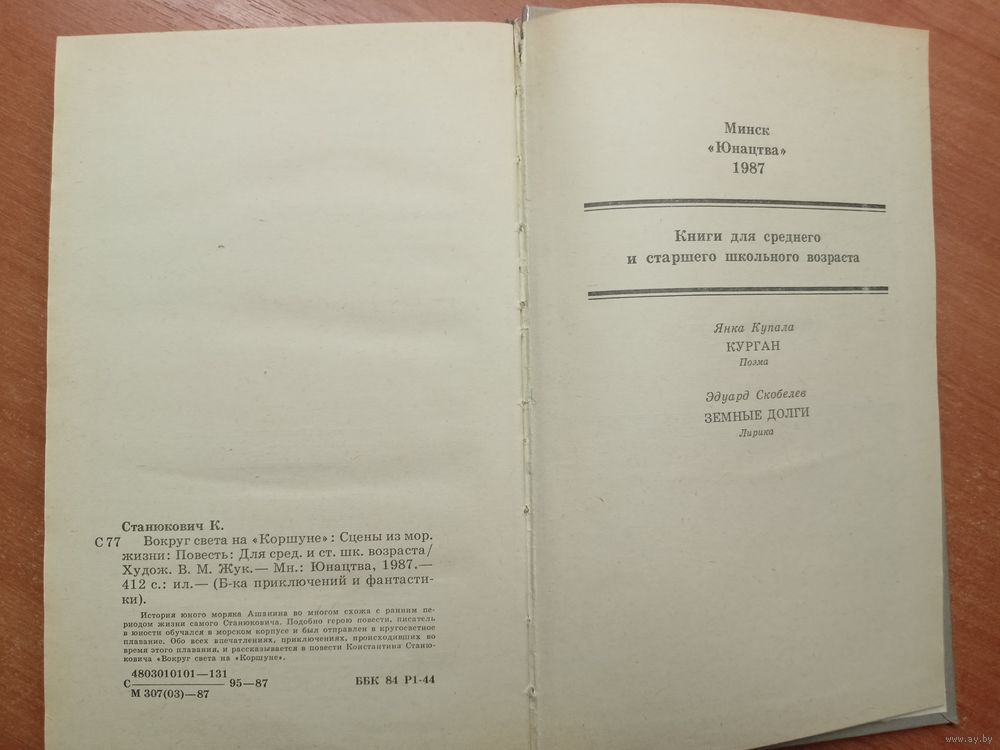 Станюкович К.
С 77 Вокруг света на «Коршуне»: Сцены из мор.
жизни: Повесть: Для сред. и ст. шк. возраста/
Худож. В. М. Жук.— Мн.: Юнацтва, 1987.—
412 с.: ил.— (Б-ка приключений и фантасти-
ки).
История юного моряка Ашанина во многом схожа с ранним пе-
риодом жизни самого Станюковича. Подобно герою повести, писатель
в юности обучался в морском корпусе и был отправлен в кругосветное
плавание. Обо всех впечатлениях, приключениях, происходивших во
время этого плавания, и рассказывается в повести Константина Станю-
ковича «Вокруг света на «Коршуне».
4803010101—131
С 95—87
М 307(03)—87
ББК 84 Р1-44
Минск
«Юнацтва»
1987
Книги для среднего
и старшего школьного возраста
Янка Купала
КУРГАН
Поэма
Эдуард Скобелев
ЗЕМНЫЕ ДОЛГИ
Лирика
www.ay.by